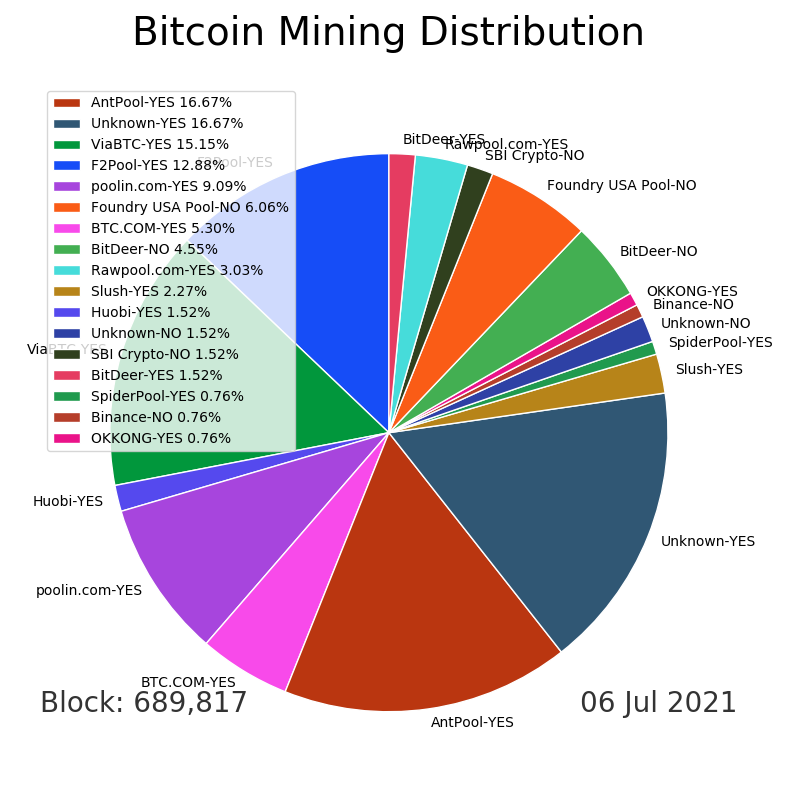 Bitcoin Mining Distribution
AntPool-YES 16.67%
Unknown-YES 16.67%
ViaBTC-YES 15.15%
F2Pool-YES 12.88%
poolin.com-YES 9.09%
Foundry USA Pool-NO 6.06%
BTC.COM-YES 5.30%
BitDeer-NO 4.55%
Rawpool.com-YES 3.03%
Slush-YES 2.27%
Huobi-YES 1.52%
Unknown-NO 1.52%
SBI Crypto-NO 1.52%
BitDeer-YES 1.52%
SpiderPool-YES 0.76%
Binance-NO 0.76%
OKKONG-YES 0.76%
BitDeer-YES
Rawpool.com-YES
SBI Crypto-NO
Foundry USA Pool-NO
BitDeer-NO
OKKONG-YES
Binance-NO
Unknown-NO
SpiderPool-YES
Slush-YES
Unknown-YES
AntPool-YES
BTC.COM-YES
poolin.com-YES
Huobi-YES
ViaBTC-YES
F2Pool-YES
Block: 689,817
06 Jul 2021